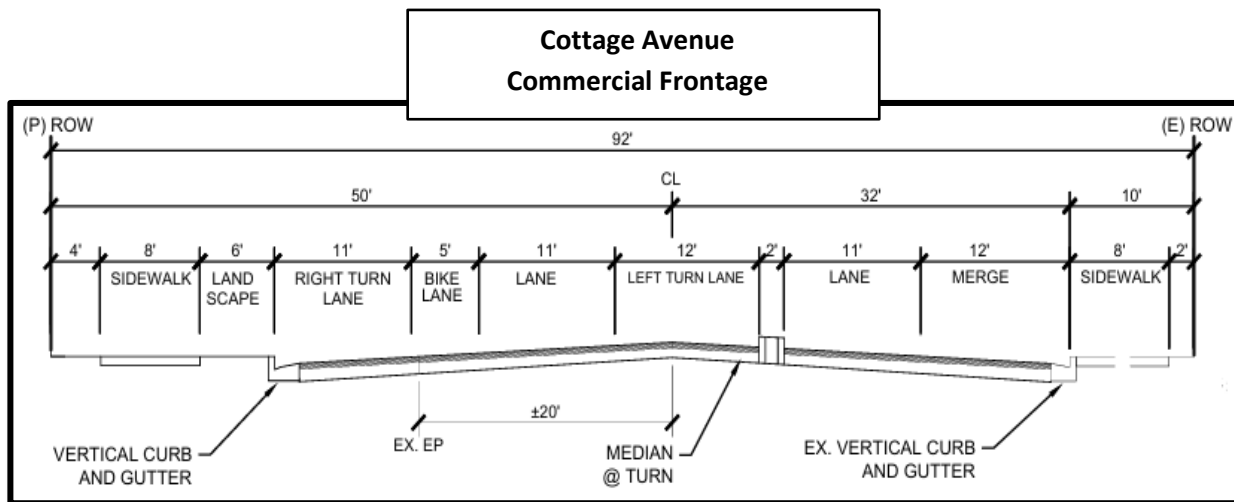 Cottage Avenue
Commercial Frontage
(P) ROW
(E) ROW
92'
CL
50'
32'
10'
4'
8'
6'
11'
5'
11'
12'
2'
11'
12'
8'
2'
SIDEWALK
LAND
SCAPE
RIGHT TURN
LANE
BIKE
LANE
LANE
LEFT TURN LANE
LANE
MERGE
SIDEWALK
±20'
EX. EP
VERTICAL CURB
AND GUTTER
MEDIAN
@ TURN
EX. VERTICAL CURB
AND GUTTER